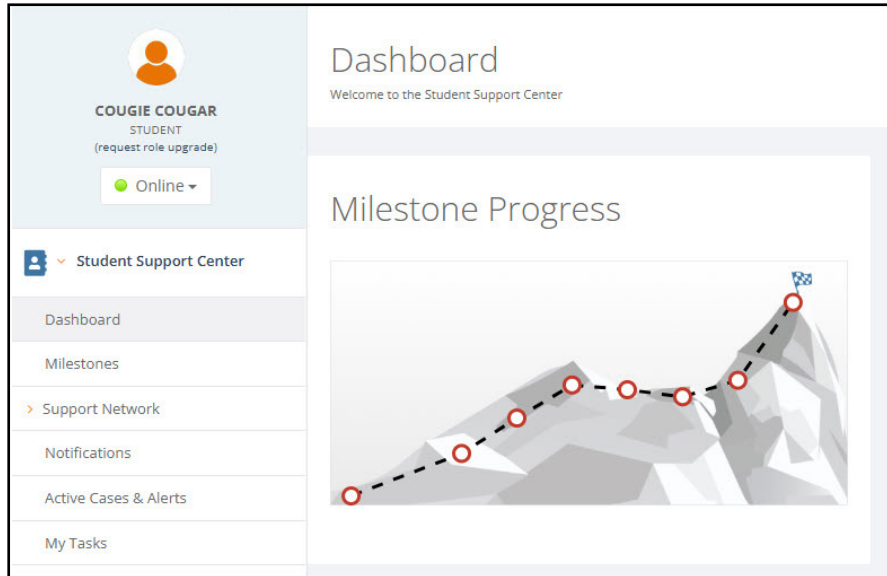 COUGIE COUGAR
STUDENT
(request role upgrade)
Online
Student Support Center
Dashboard
Milestones
Support Network
Notifications
Active Cases & Alerts
My Tasks
Dashboard
Welcome to the Student Support Center
Milestone Progress